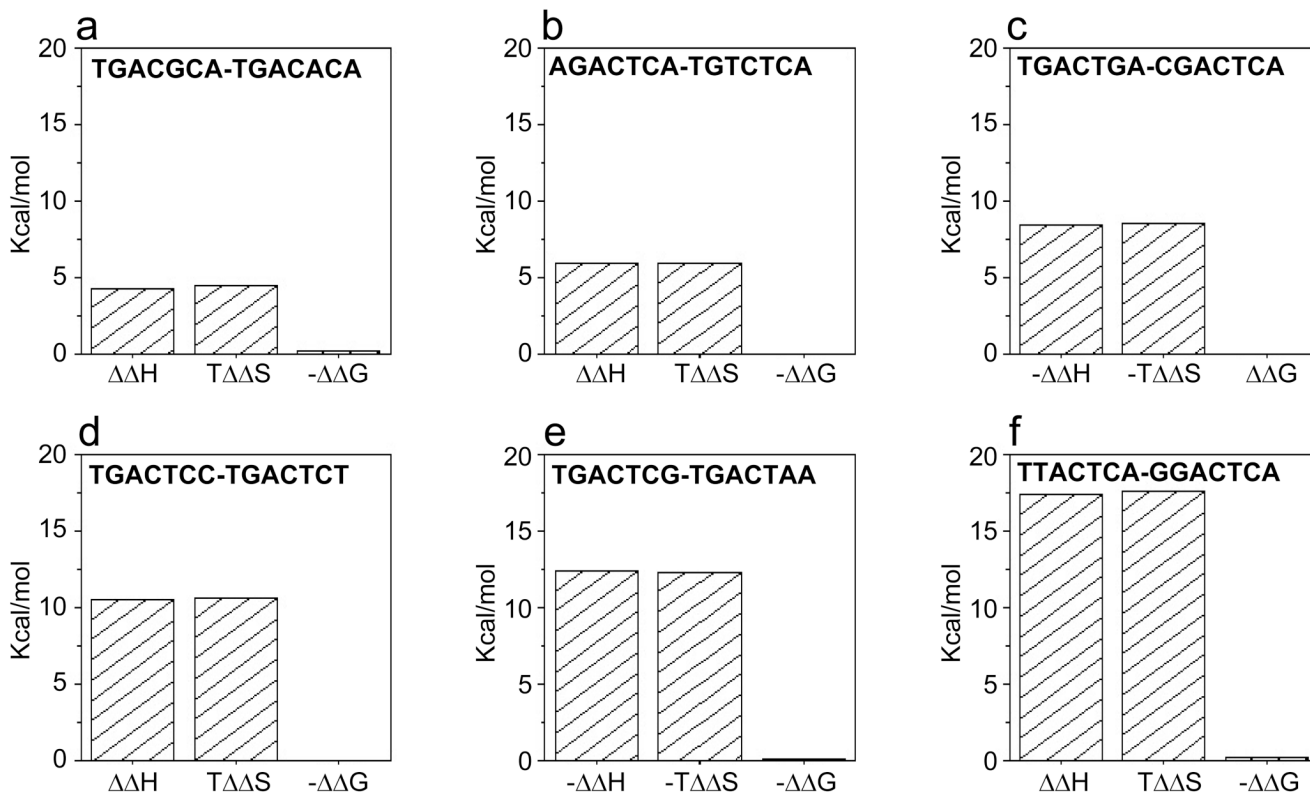 a
20
TGACGCA-TGACACA
15
10
5
0
Kcal/mol
ΔΔH TΔΔS -ΔΔG
b
20
AGACTCA-TGTCTCA
15
10
5
0
Kcal/mol
ΔΔH TΔΔS -ΔΔG
c
20
TGACTGA-CGACTCA
15
10
5
0
Kcal/mol
-ΔΔH -TΔΔS ΔΔG
d
20
TGACTCC-TGACTCT
15
10
5
0
Kcal/mol
ΔΔH TΔΔS -ΔΔG
e
20
TGACTCG-TGACTAA
15
10
5
0
Kcal/mol
-ΔΔH -TΔΔS -ΔΔG
f
20
TTACTCA-GGACTCA
15
10
5
0
Kcal/mol
ΔΔH TΔΔS -ΔΔG